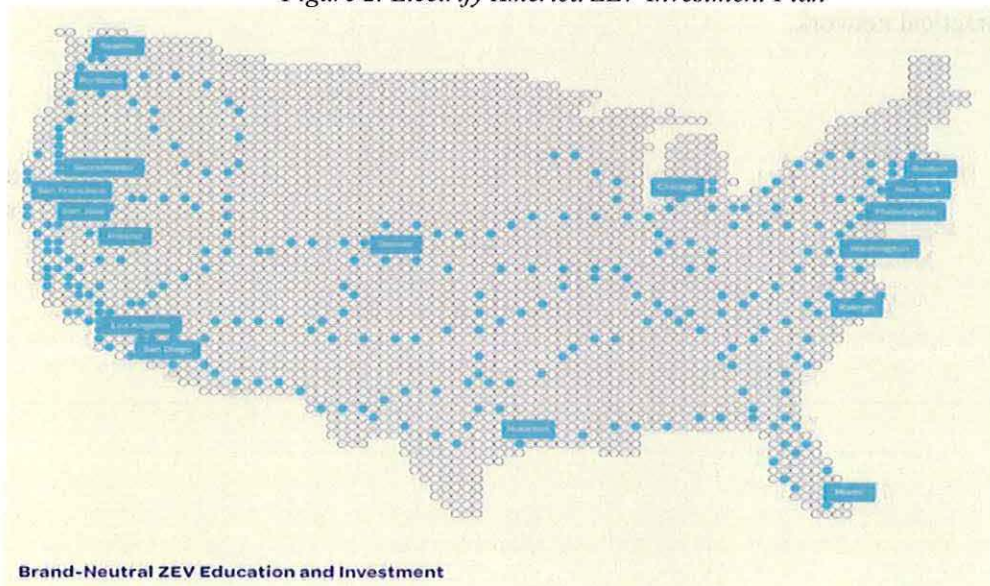 Figure 2: Electrify America ZEV Investment Plan
Seattle
Portland
Sacramento
San Francisco
San Jose
Fresno
Los Angeles
San Diego
Denver
Houston
Chicago
Boston
New York
Philadelphia
Washington
Raleigh
Miami
Brand-Neutral ZEV Education and Investment